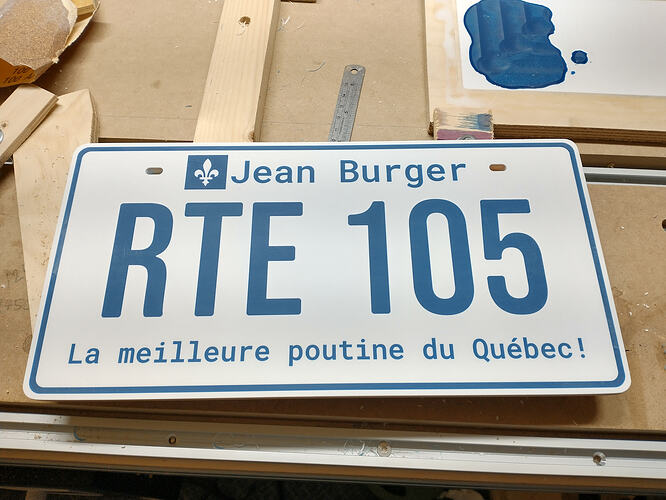 Jean Burger
RTE 105
La meilleure poutine du Québec!